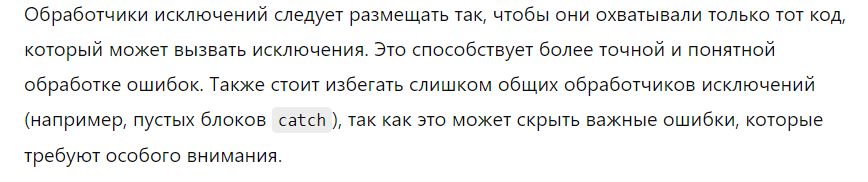 Обработчики исключений следует размещать так, чтобы они охватывали только тот код,
который может вызвать исключения. Это способствует более точной и понятной
обработке ошибок. Также стоит избегать слишком общих обработчиков исключений
(например, пустых блоков catch), так как это может скрыть важные ошибки, которые
требуют особого внимания.